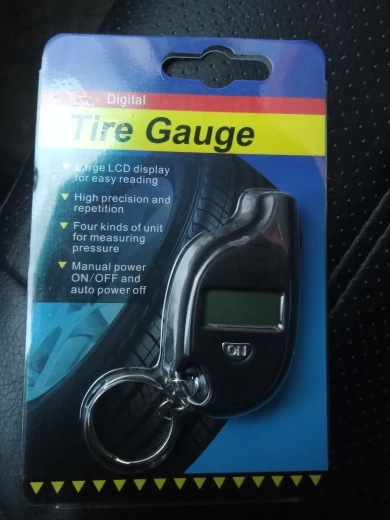 Digital
Tire Gauge
Large LCD display
for easy reading
High precision and
repetition
Four kinds of unit
for measuring
pressure
Manual power
ON/OFF and
auto power off
ON